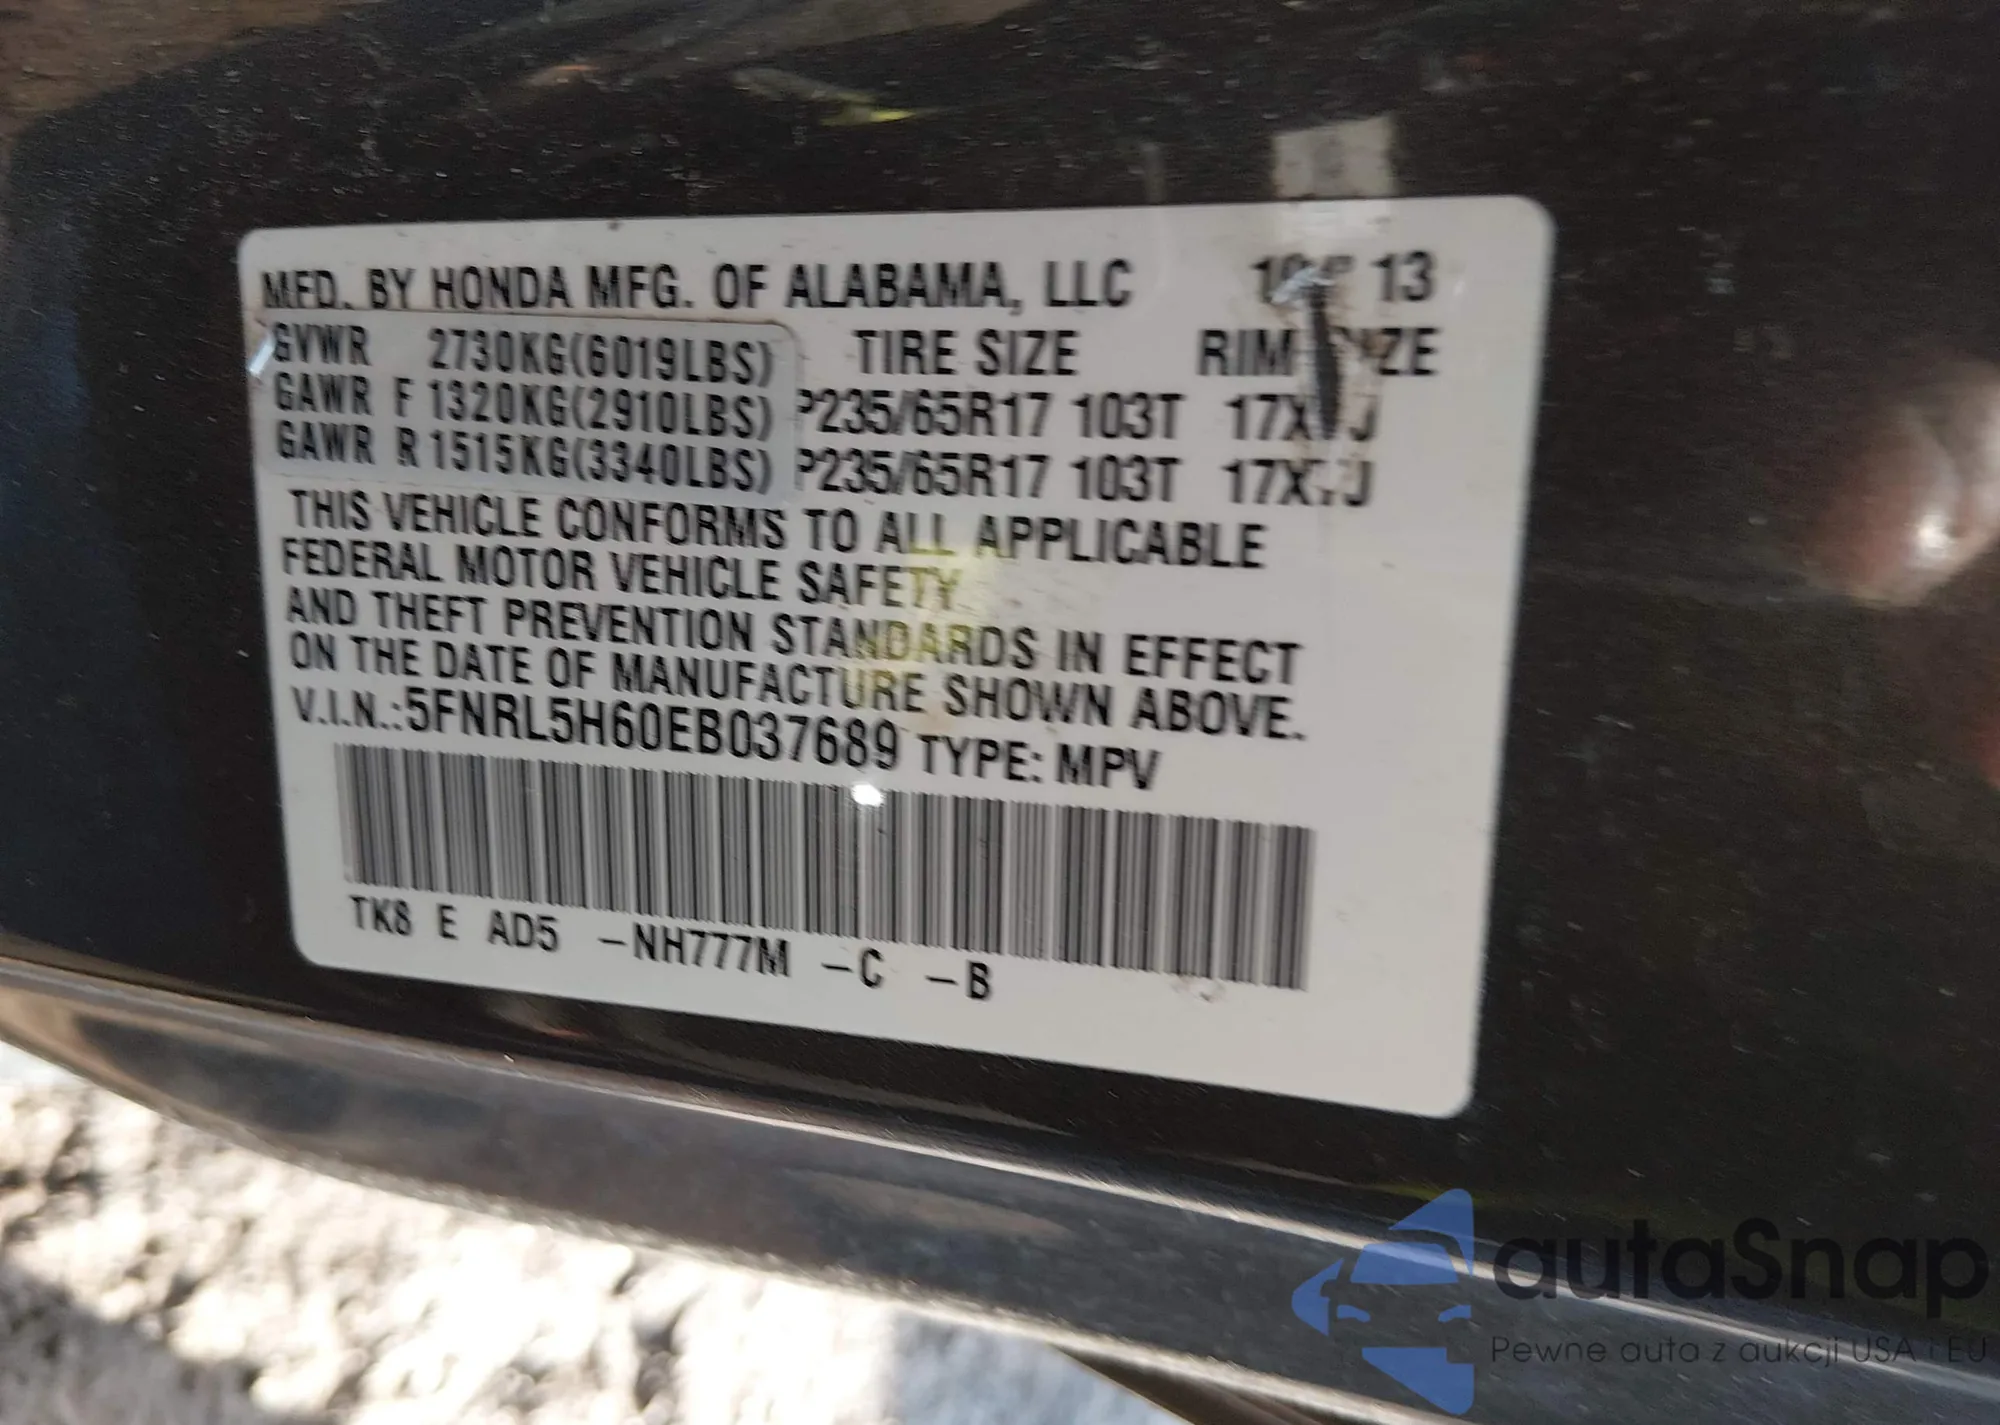 MFD. BY HONDA MFG. OF ALABAMA, LLC 13
GVWR 2730KG(6019LBS) TIRE SIZE RIM SIZE
GAWR F 1320KG(2910LBS) P235/65R17 103T
GAWR R 1515KG(3340LBS) P235/65R17 103T
THIS VEHICLE CONFORMS TO ALL APPLICABLE
FEDERAL MOTOR VEHICLE SAFETY
AND THEFT PREVENTION STANDARDS IN EFFECT
ON THE DATE OF MANUFACTURE SHOWN ABOVE.
V.I.N.:5FNRL5H60EB037689 TYPE: MPV
TK8 E AD5 -NH777M -C -B
autaSnap
Pewne auta z aukcji USA i EU